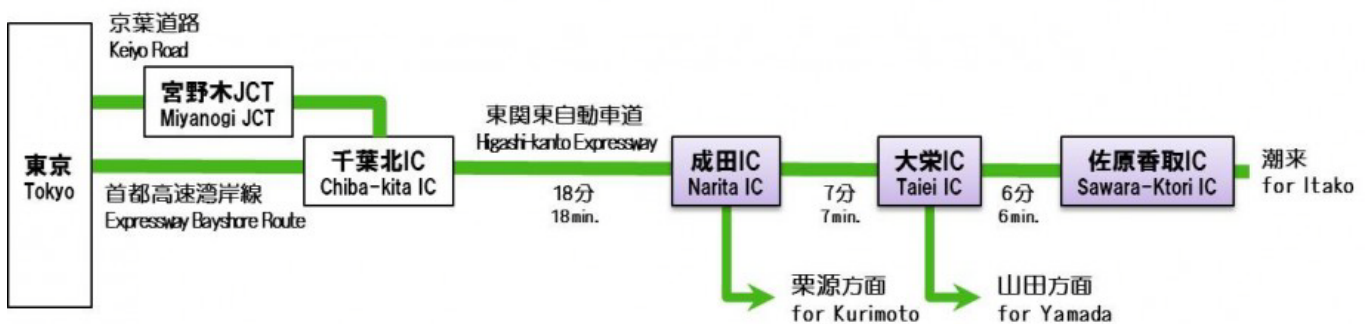 東京
Tokyo
京葉道路
Keiyo Road
宮野木JCT
Miyanogi JCT
首都高速湾岸線
Expressway Bayshore Route
千葉北IC
Chiba-kita IC
東関東自動車道
Higashi-kanto Expressway
18分
18min.
成田IC
Narita IC
7分
7min.
大栄IC
Taiei IC
6分
6min.
佐原香取IC
Sawara-Ktori IC
潮来
for Itako
栗源方面
for Kurimoto
山田方面
for Yamada